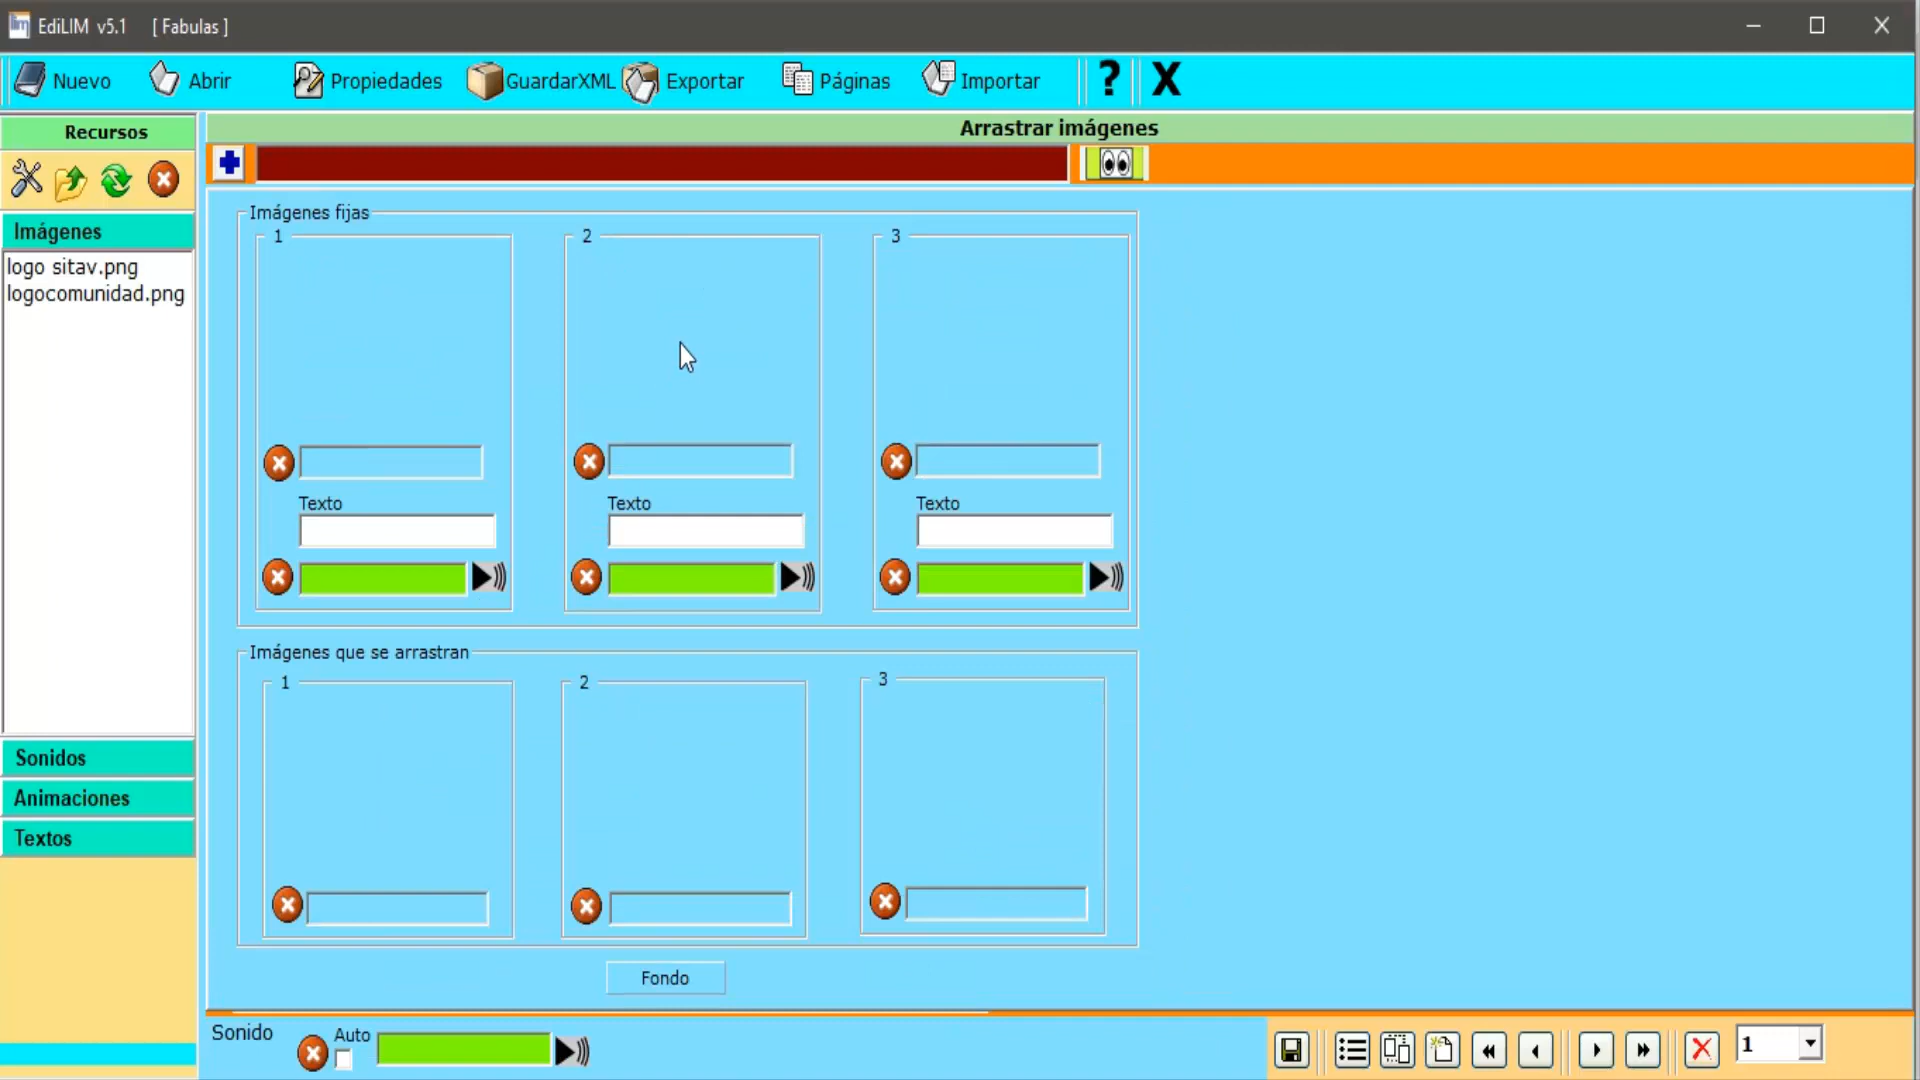 EdiLIM v5.1 [ Fabulas ]
Nuevo Abrir Propiedades GuardarXML Exportar Páginas Importar ? X
Recursos
Arrastrar imágenes
Imágenes
logo sitav.png
logocomunidad.png
Sonidos
Animaciones
Textos
Imágenes fijas
1 2 3
Texto Texto Texto
Imágenes que se arrastran
1 2 3
Fondo
Sonido
Auto
1